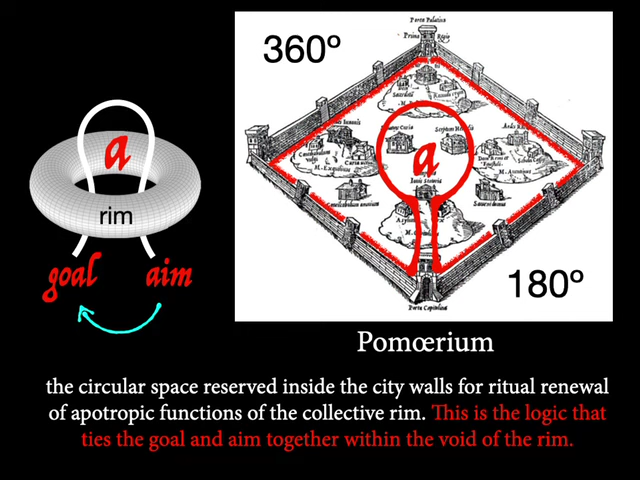 360º
Porta Palatina
a
rim
goal aim
a
180º
Pomœrium
the circular space reserved inside the city walls for ritual renewal
of apotropic functions of the collective rim. This is the logic that
ties the goal and aim together within the void of the rim.